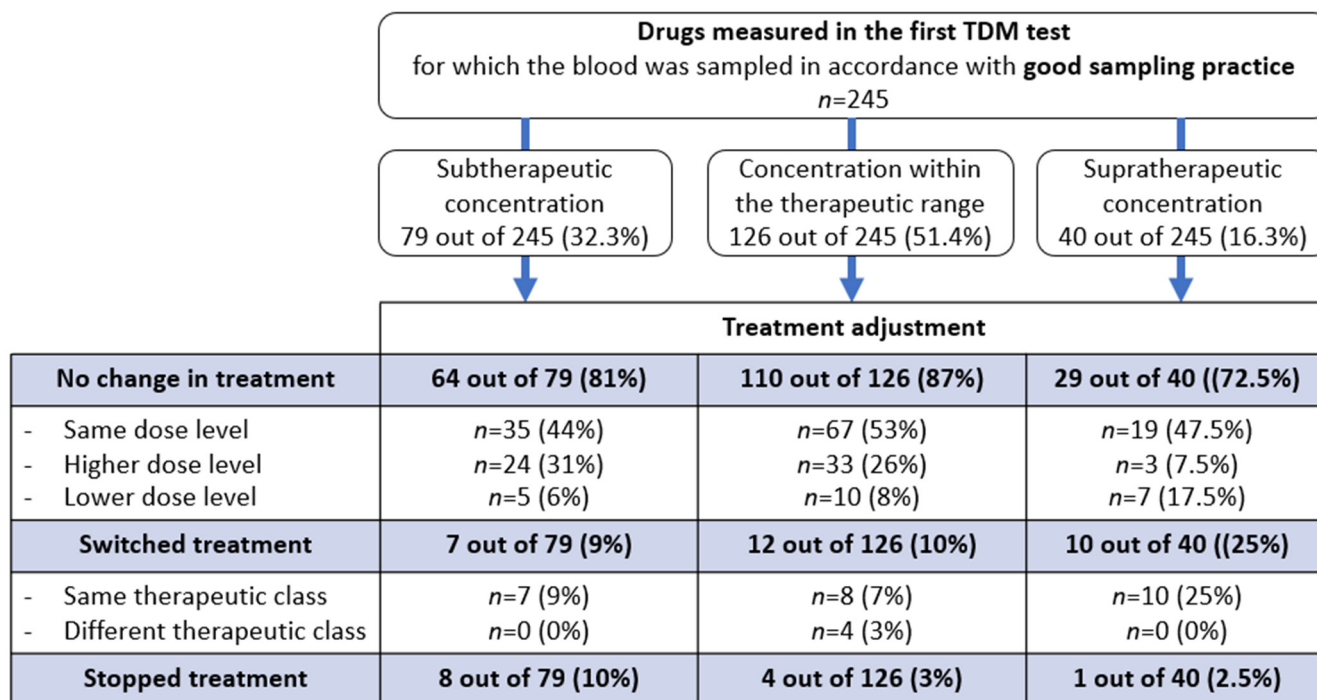 Drugs measured in the first TDM test
for which the blood was sampled in accordance with good sampling practice
n=245
Subtherapeutic
concentration
79 out of 245 (32.3%)
Concentration within
the therapeutic range
126 out of 245 (51.4%)
Supratherapeutic
concentration
40 out of 245 (16.3%)
Treatment adjustment
No change in treatment 64 out of 79 (81%) 110 out of 126 (87%) 29 out of 40 ((72.5%)
- Same dose level n=35 (44%) n=67 (53%) n=19 (47.5%)
- Higher dose level n=24 (31%) n=33 (26%) n=3 (7.5%)
- Lower dose level n=5 (6%) n=10 (8%) n=7 (17.5%)
Switched treatment 7 out of 79 (9%) 12 out of 126 (10%) 10 out of 40 ((25%)
- Same therapeutic class n=7 (9%) n=8 (7%) n=10 (25%)
- Different therapeutic class n=0 (0%) n=4 (3%) n=0 (0%)
Stopped treatment 8 out of 79 (10%) 4 out of 126 (3%) 1 out of 40 (2.5%)